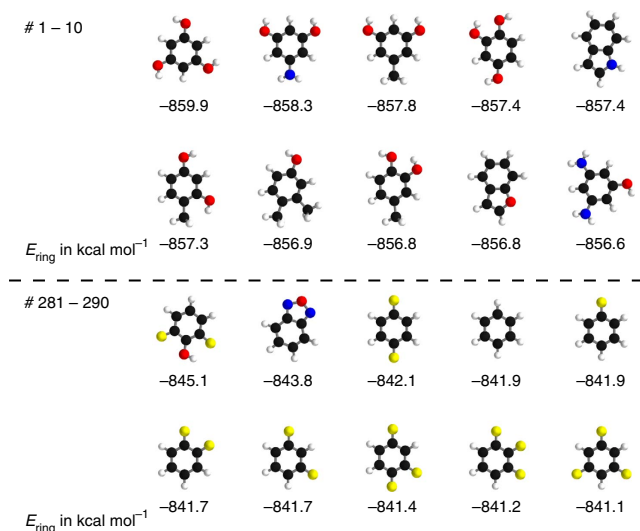 # 1 – 10
–859.9 –858.3 –857.8 –857.4 –857.4
E_ring in kcal mol⁻¹
–857.3 –856.9 –856.8 –856.8 –856.6
# 281 – 290
–845.1 –843.8 –842.1 –841.9 –841.9
E_ring in kcal mol⁻¹
–841.7 –841.7 –841.4 –841.2 –841.1